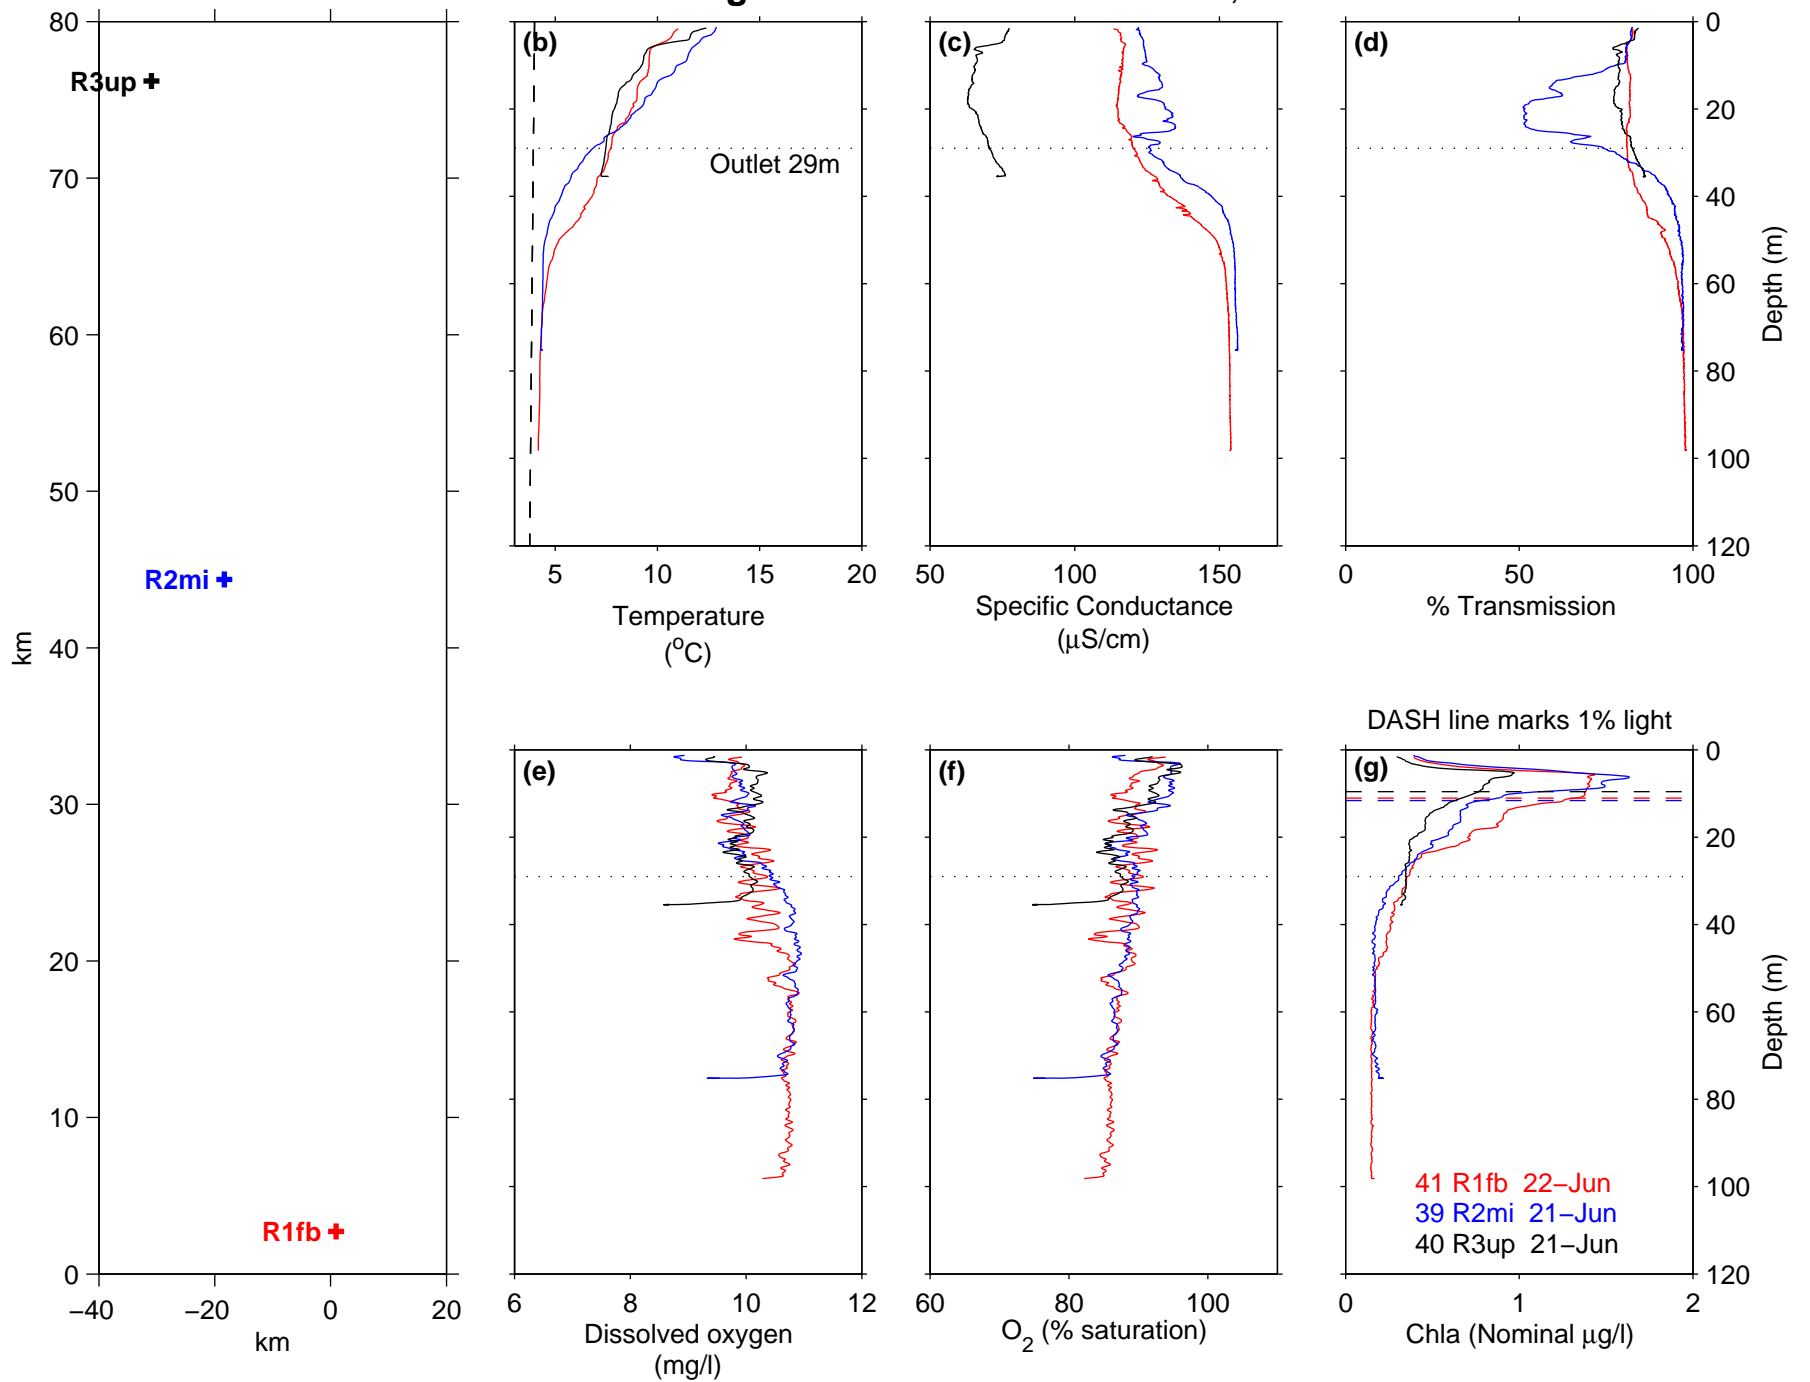 80
70
60
50
40
30
20
10
0
km
−40
−20
0
20
km
R3up
R2mi
R1fb
(b)
Outlet 29m
5
10
15
20
Temperature
(oC)
(c)
50
100
150
Specific Conductance
(μS/cm)
(d)
0
50
100
% Transmission
0
20
40
60
80
100
120
Depth (m)
(e)
6
8
10
12
Dissolved oxygen
(mg/l)
(f)
60
80
100
O2 (% saturation)
DASH line marks 1% light
(g)
41 R1fb 22−Jun
39 R2mi 21−Jun
40 R3up 21−Jun
0
1
2
Chla (Nominal μg/l)
0
20
40
60
80
100
120
Depth (m)